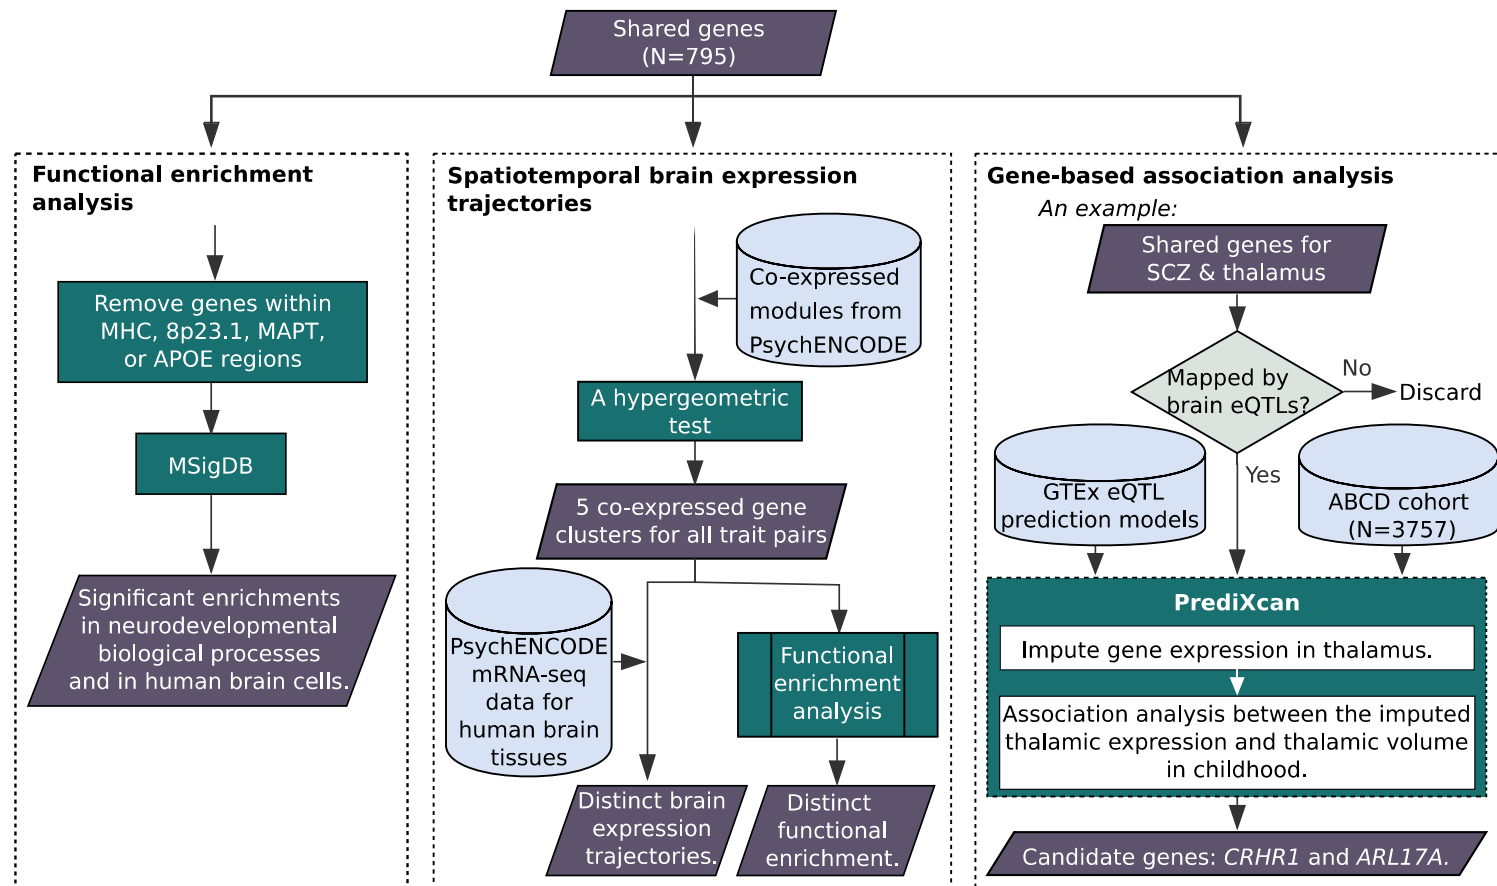 Shared genes
(N=795)
Functional enrichment
analysis
Remove genes within
MHC, 8p23.1, MAPT,
or APOE regions
MSigDB
Significant enrichments
in neurodevelopmental
biological processes
and in human brain cells.
Spatiotemporal brain expression
trajectories
Co-expressed
modules from
PsychENCODE
A hypergeometric
test
5 co-expressed gene
clusters for all trait pairs
PsychENCODE
mRNA-seq
data for
human brain
tissues
Functional
enrichment
analysis
Distinct brain
expression
trajectories.
Distinct
functional
enrichment.
Gene-based association analysis
An example:
Shared genes for
SCZ & thalamus
Mapped by
brain eQTLs?
No
Discard
Yes
GTEx eQTL
prediction models
ABCD cohort
(N=3757)
PrediXcan
Impute gene expression in thalamus.
Association analysis between the imputed
thalamic expression and thalamic volume
in childhood.
Candidate genes: CRHR1 and ARL17A.